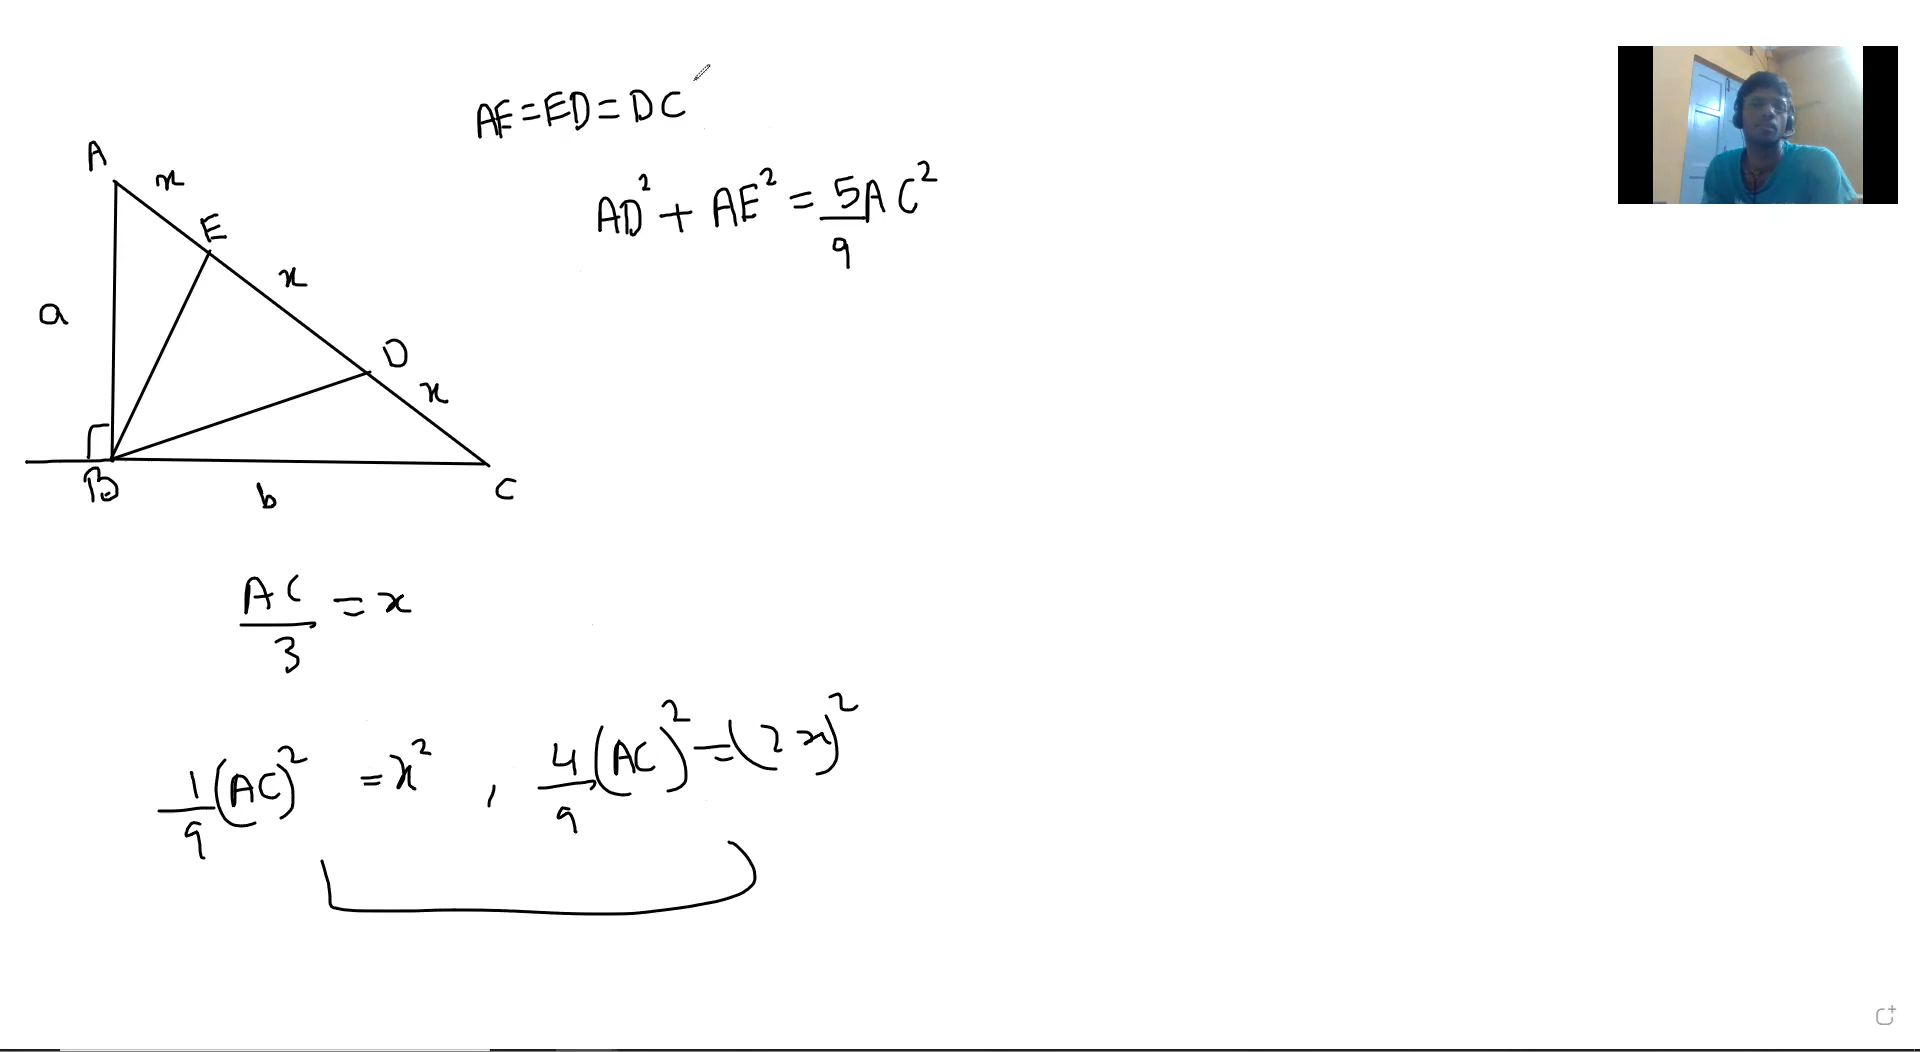 AE=ED=DC
AD²+AE²=5/9 AC²
A
x
E
x
a
D
x
B
b
C
AC/3=x
1/9(AC)²=x², 4/9(AC)²=(2x)²